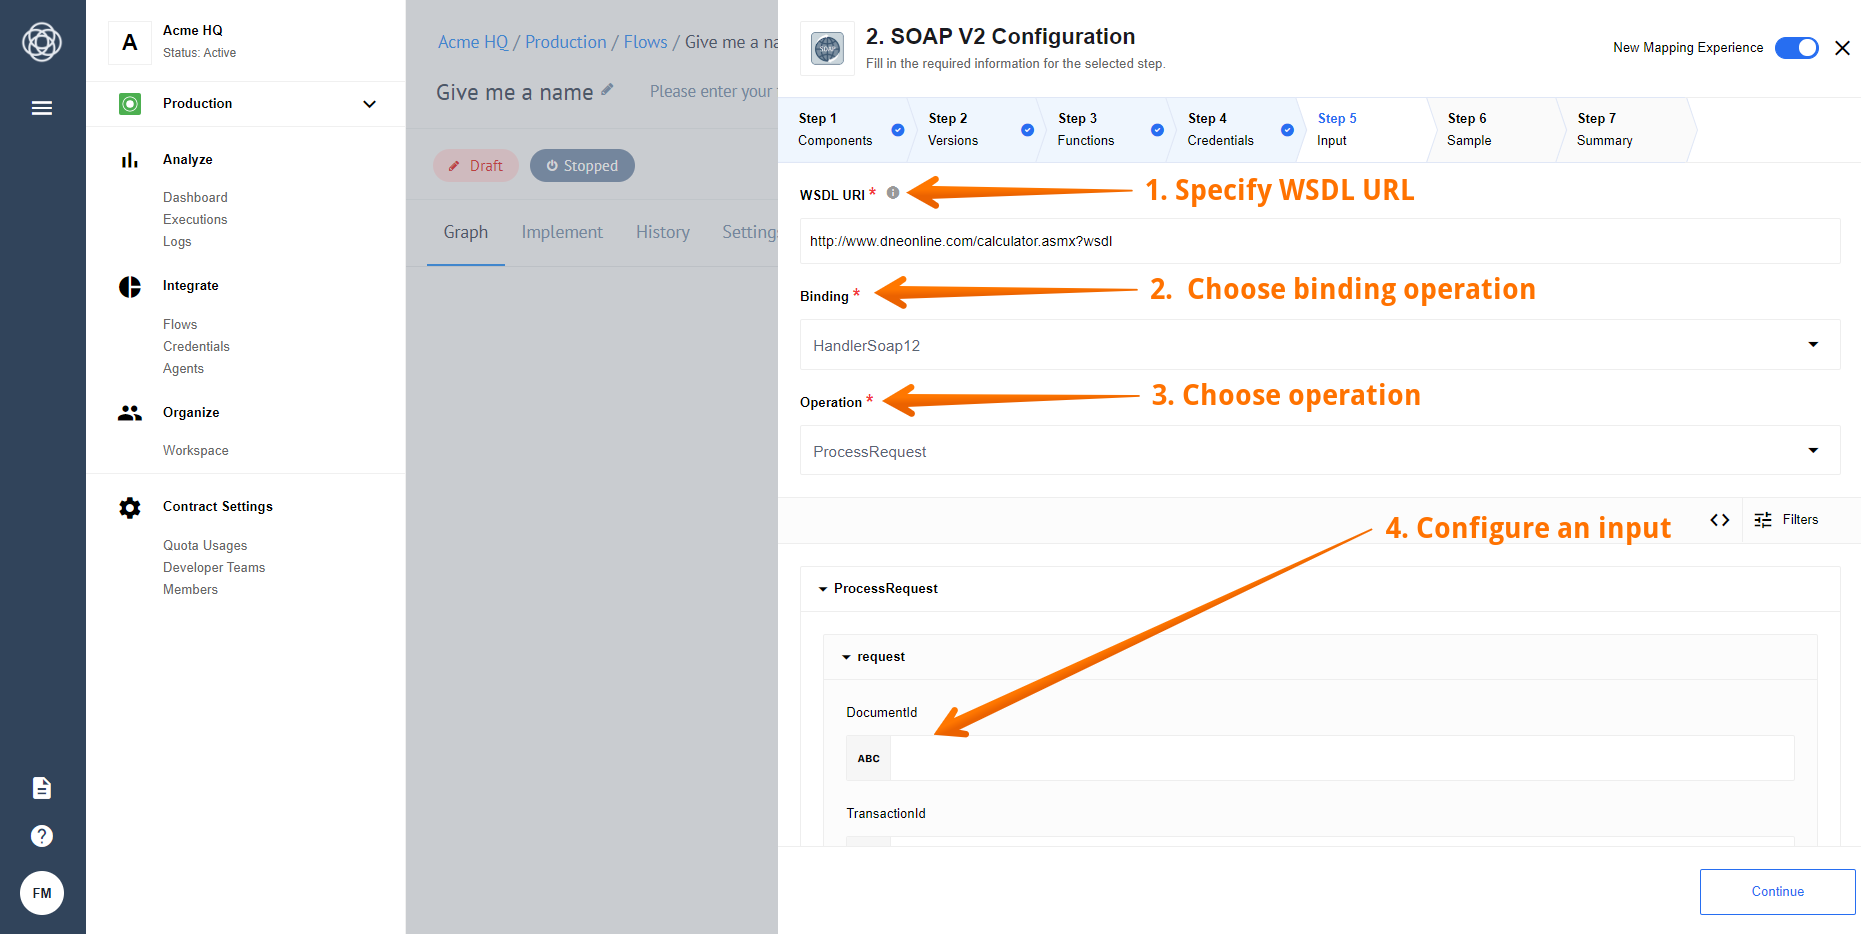 A
Acme HQ
Status: Active
Production
Analyze
Dashboard
Executions
Logs
Integrate
Flows
Credentials
Agents
Organize
Workspace
Contract Settings
Quota Usages
Developer Teams
Members
FM
Acme HQ / Production / Flows / Give me a na
Give me a name
Please enter your
Draft
Stopped
Graph
Implement
History
Settings
SOAP
2. SOAP V2 Configuration
Fill in the required information for the selected step.
New Mapping Experience
Step 1
Components
Step 2
Versions
Step 3
Functions
Step 4
Credentials
Step 5
Input
Step 6
Sample
Step 7
Summary
WSDL URI *
1. Specify WSDL URL
http://www.dneonline.com/calculator.asmx?wsdl
Binding *
2. Choose binding operation
HandlerSoap12
Operation *
3. Choose operation
ProcessRequest
4. Configure an input
Filters
ProcessRequest
request
DocumentId
ABC
TransactionId
Continue